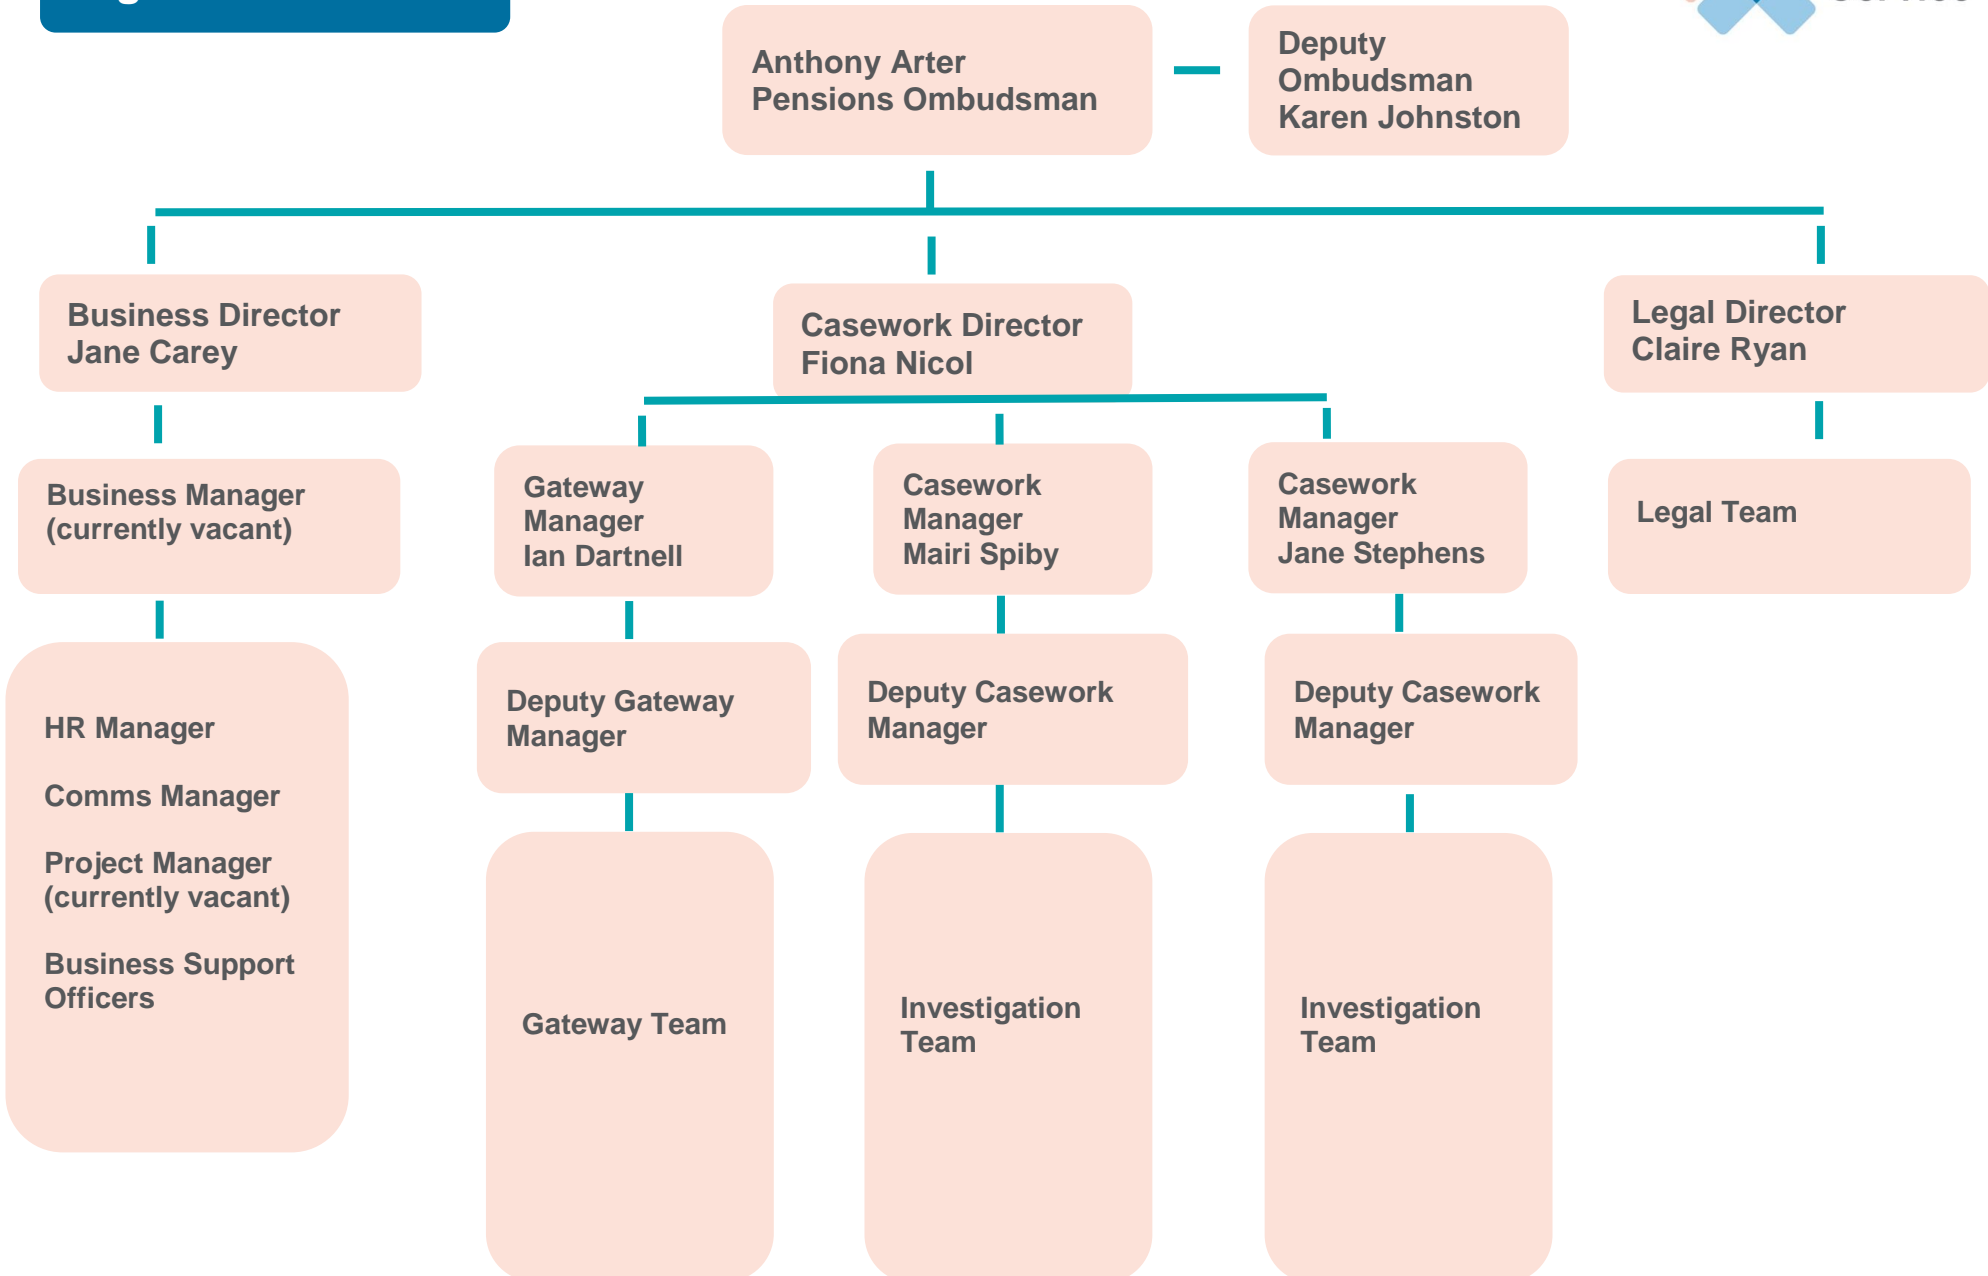 Anthony Arter
Pensions Ombudsman
Deputy
Ombudsman
Karen Johnston
Business Director
Jane Carey
Casework Director
Fiona Nicol
Legal Director
Claire Ryan
Business Manager
(currently vacant)
Gateway
Manager
Ian Dartnell
Casework
Manager
Mairi Spiby
Casework
Manager
Jane Stephens
Legal Team
HR Manager
Comms Manager
Project Manager
(currently vacant)
Business Support
Officers
Deputy Gateway
Manager
Deputy Casework
Manager
Deputy Casework
Manager
Gateway Team
Investigation
Team
Investigation
Team